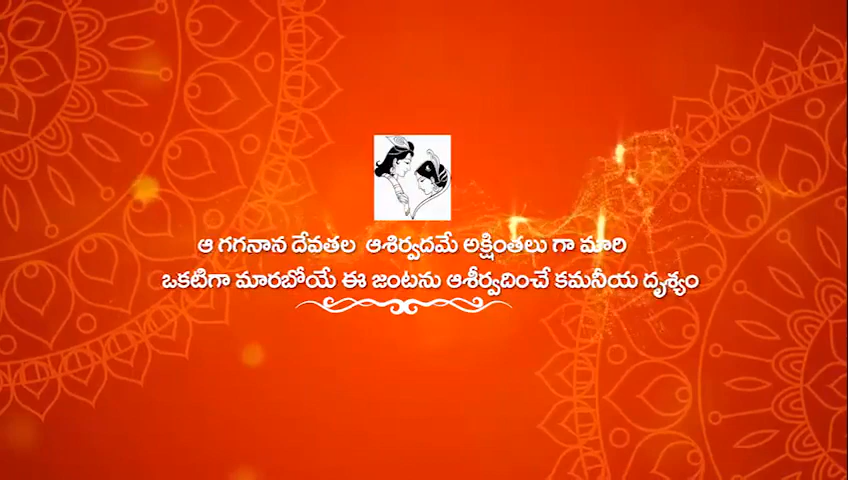 ఆ గగనాన దేవతల ఆశిర్వదమే అక్షింతలు గా మారి
ఒకటిగా మారబోయే ఈ జంటను ఆశీర్వదించే కమనీయ దృశ్యం